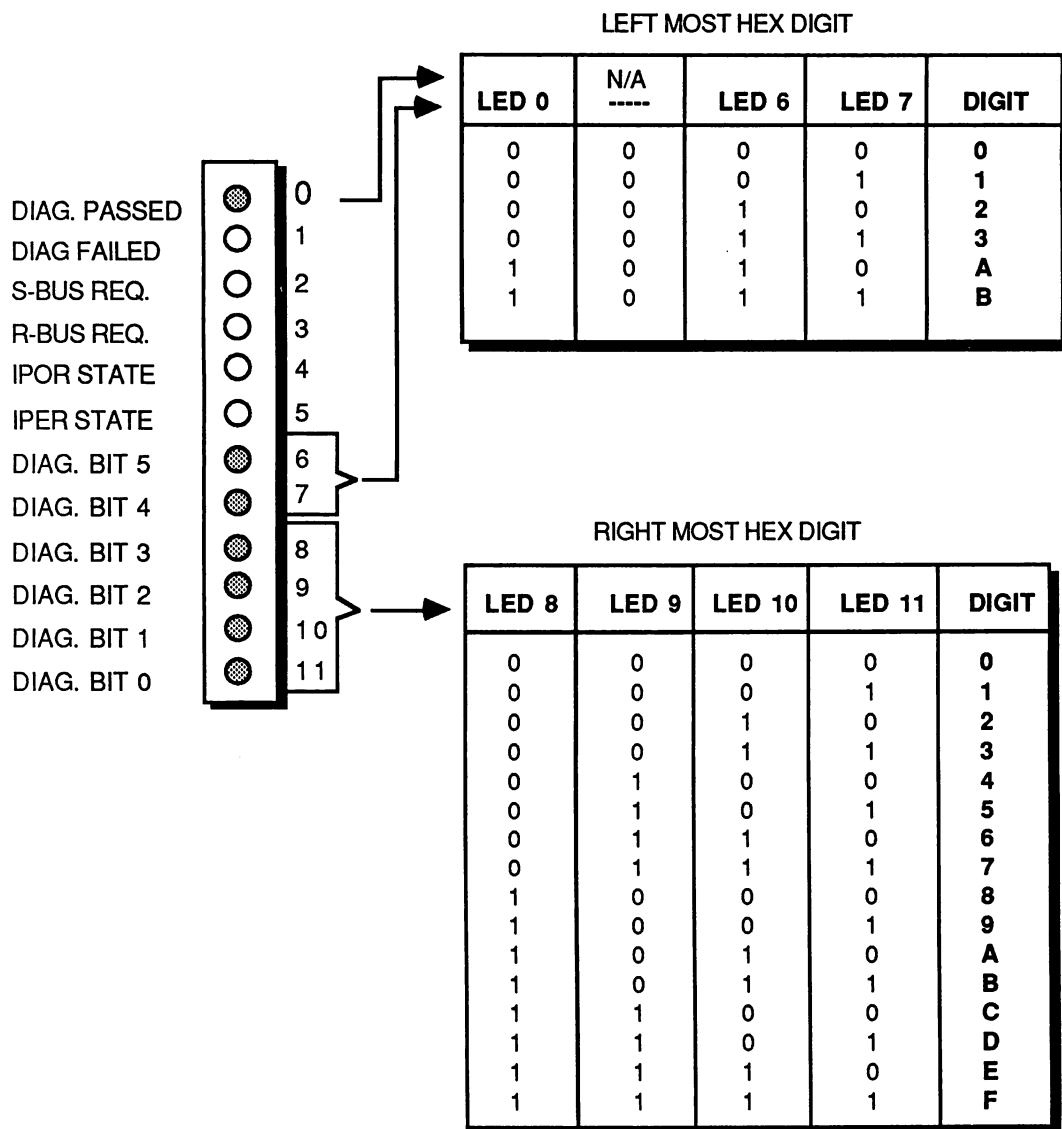 LEFT MOST HEX DIGIT
LED 0 N/A ----- LED 6 LED 7 DIGIT
0 0 0 0 0
0 0 0 1 1
0 0 1 0 2
0 0 1 1 3
1 0 1 0 A
1 0 1 1 B
DIAG. PASSED 0
DIAG FAILED 1
S-BUS REQ. 2
R-BUS REQ. 3
IPOR STATE 4
IPER STATE 5
DIAG. BIT 5 6
DIAG. BIT 4 7
DIAG. BIT 3 8
DIAG. BIT 2 9
DIAG. BIT 1 10
DIAG. BIT 0 11
RIGHT MOST HEX DIGIT
LED 8 LED 9 LED 10 LED 11 DIGIT
0 0 0 0 0
0 0 0 1 1
0 0 1 0 2
0 0 1 1 3
0 1 0 0 4
0 1 0 1 5
0 1 1 0 6
0 1 1 1 7
1 0 0 0 8
1 0 0 1 9
1 0 1 0 A
1 0 1 1 B
1 1 0 0 C
1 1 0 1 D
1 1 1 0 E
1 1 1 1 F